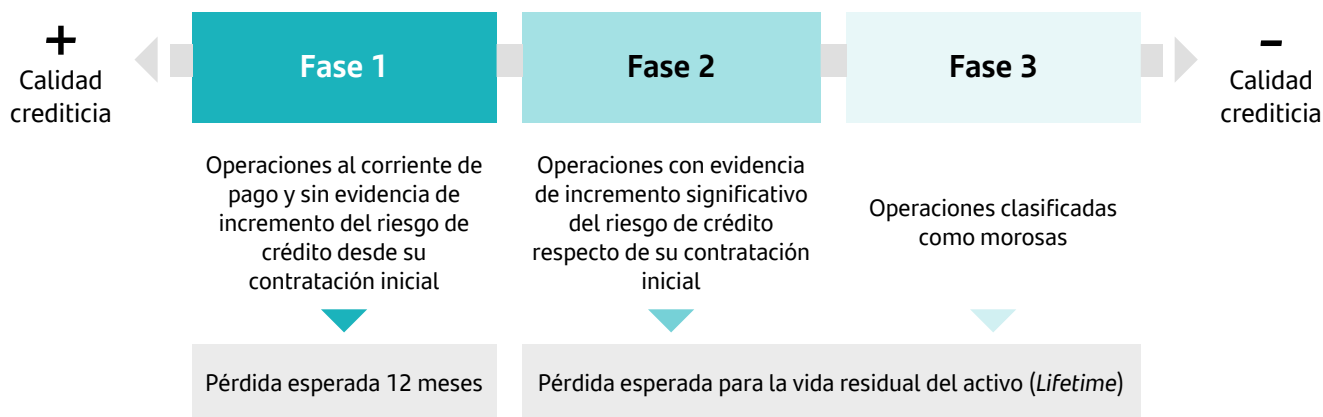 +
Calidad
crediticia
Fase 1
Fase 2
Fase 3
–
Calidad
crediticia
Operaciones al corriente de
pago y sin evidencia de
incremento del riesgo de
crédito desde su
contratación inicial
Operaciones con evidencia
de incremento significativo
del riesgo de crédito
respecto de su contratación
inicial
Operaciones clasificadas
como morosas
Pérdida esperada 12 meses
Pérdida esperada para la vida residual del activo (Lifetime)